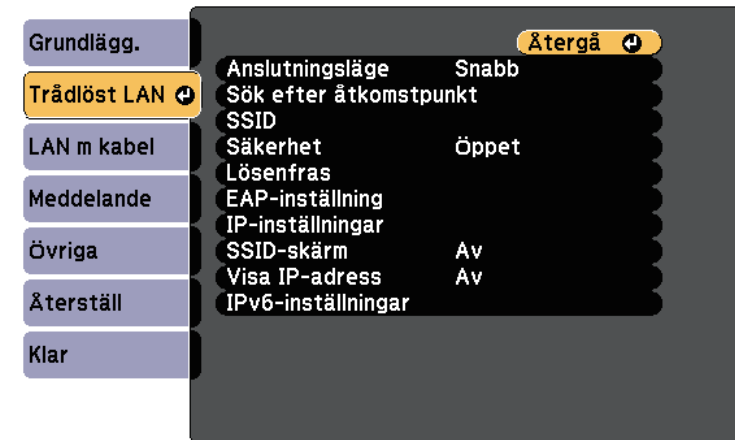 Grundlägg.
Trådlöst LAN
LAN m kabel
Meddelande
Övriga
Återställ
Klar
Återgå
Anslutningsläge Snabb
Sök efter åtkomstpunkt
SSID
Säkerhet Öppet
Lösenfras
EAP-inställning
IP-inställningar
SSID-skärm Av
Visa IP-adress Av
IPv6-inställningar